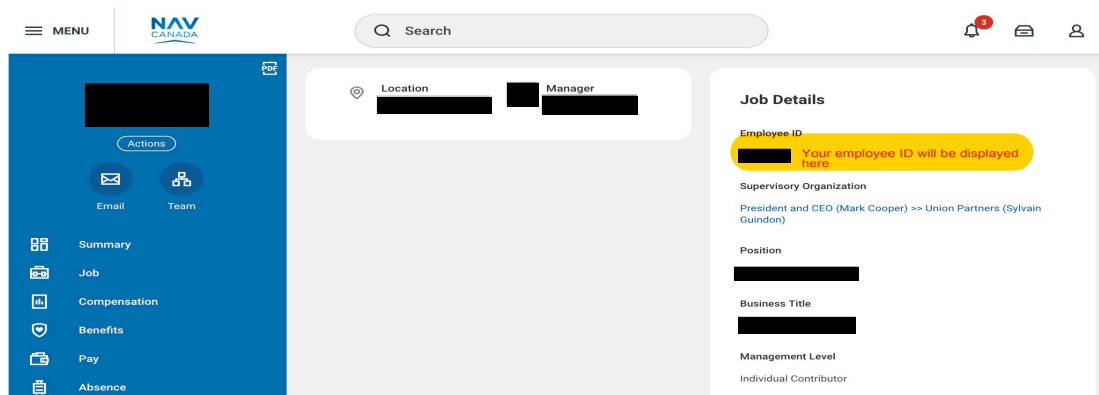 MENU
NAV
CANADA
Search
3
PDF
Actions
Email
Team
Summary
Job
Compensation
Benefits
Pay
Absence
Location
Manager
Job Details
Employee ID
Your employee ID will be displayed
here
Supervisory Organization
President and CEO (Mark Cooper) >> Union Partners (Sylvain
Guindon)
Position
Business Title
Management Level
Individual Contributor